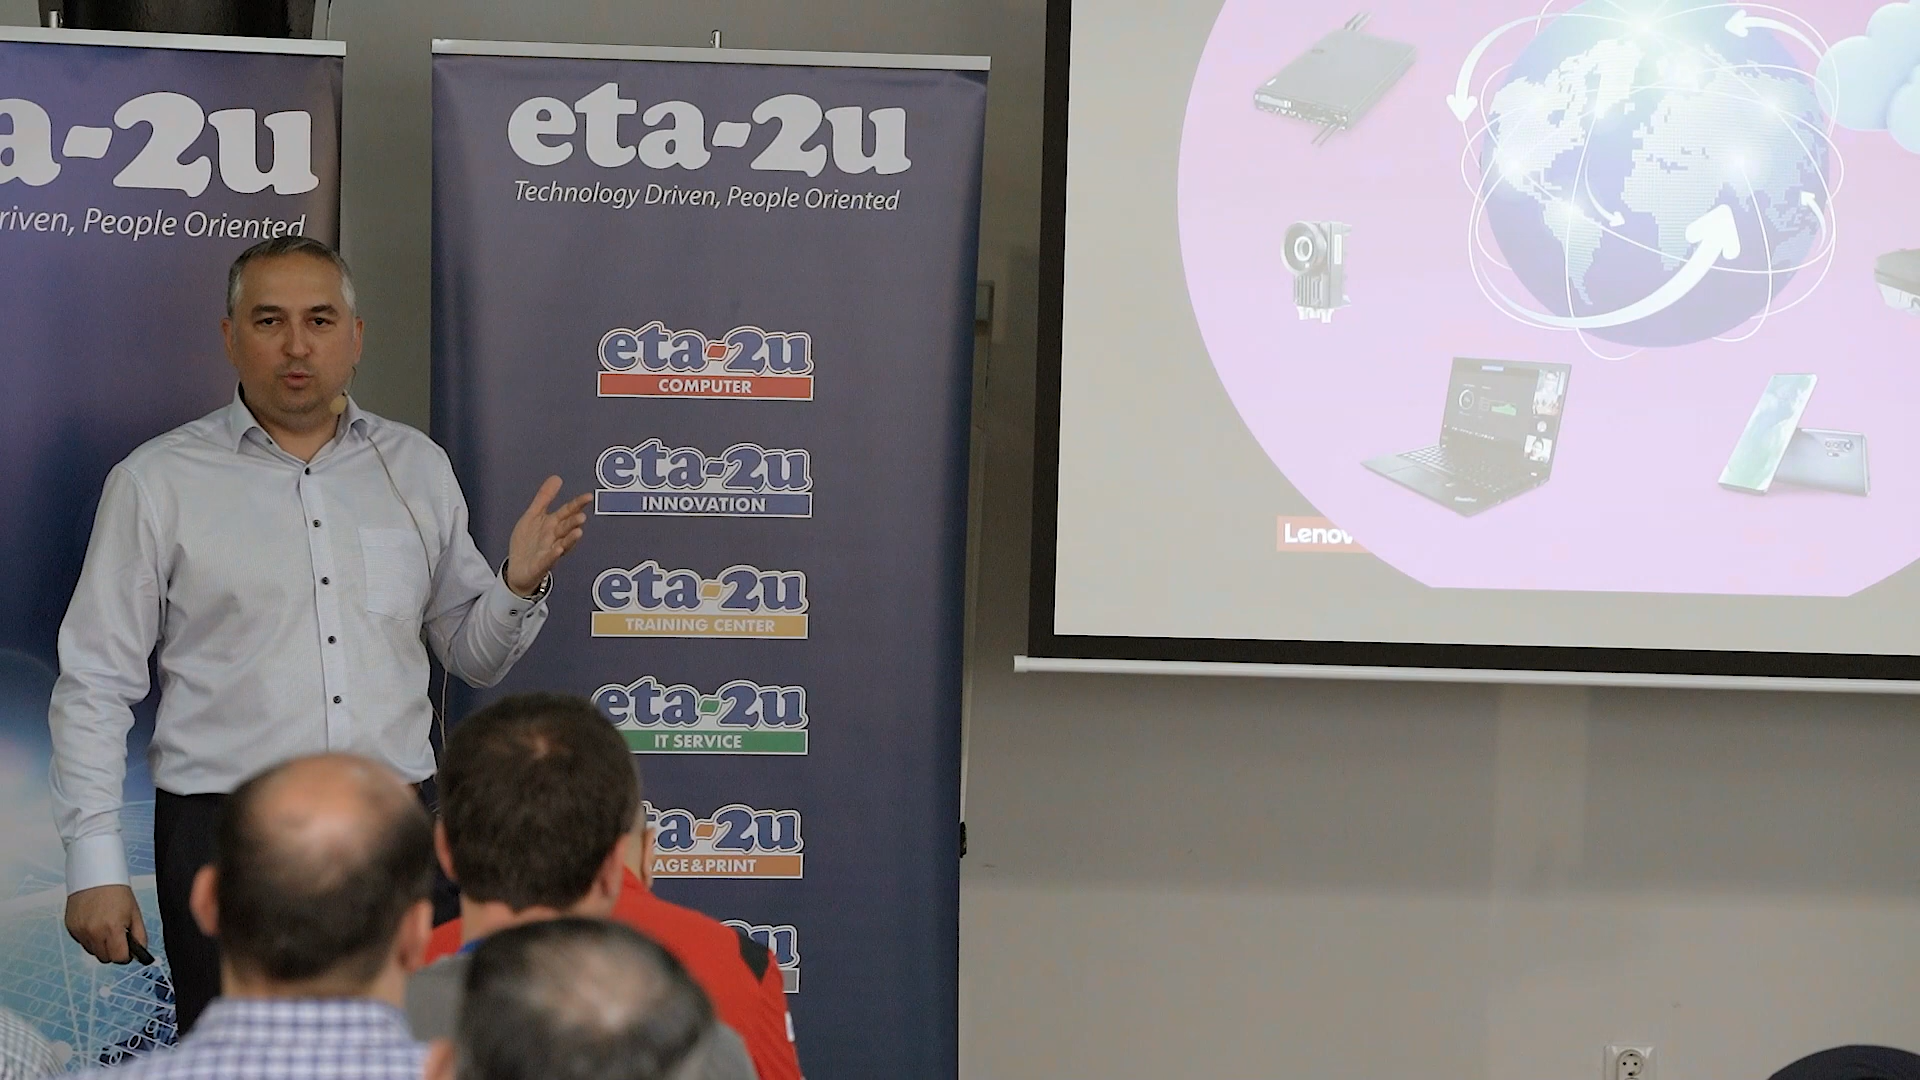 a-2u
riven, People Oriented
eta-2u
Technology Driven, People Oriented
eta-2u
COMPUTER
eta-2u
INNOVATION
eta-2u
TRAINING CENTER
eta-2u
IT SERVICE
ta-2u
AGE&PRINT
2u
Lenov